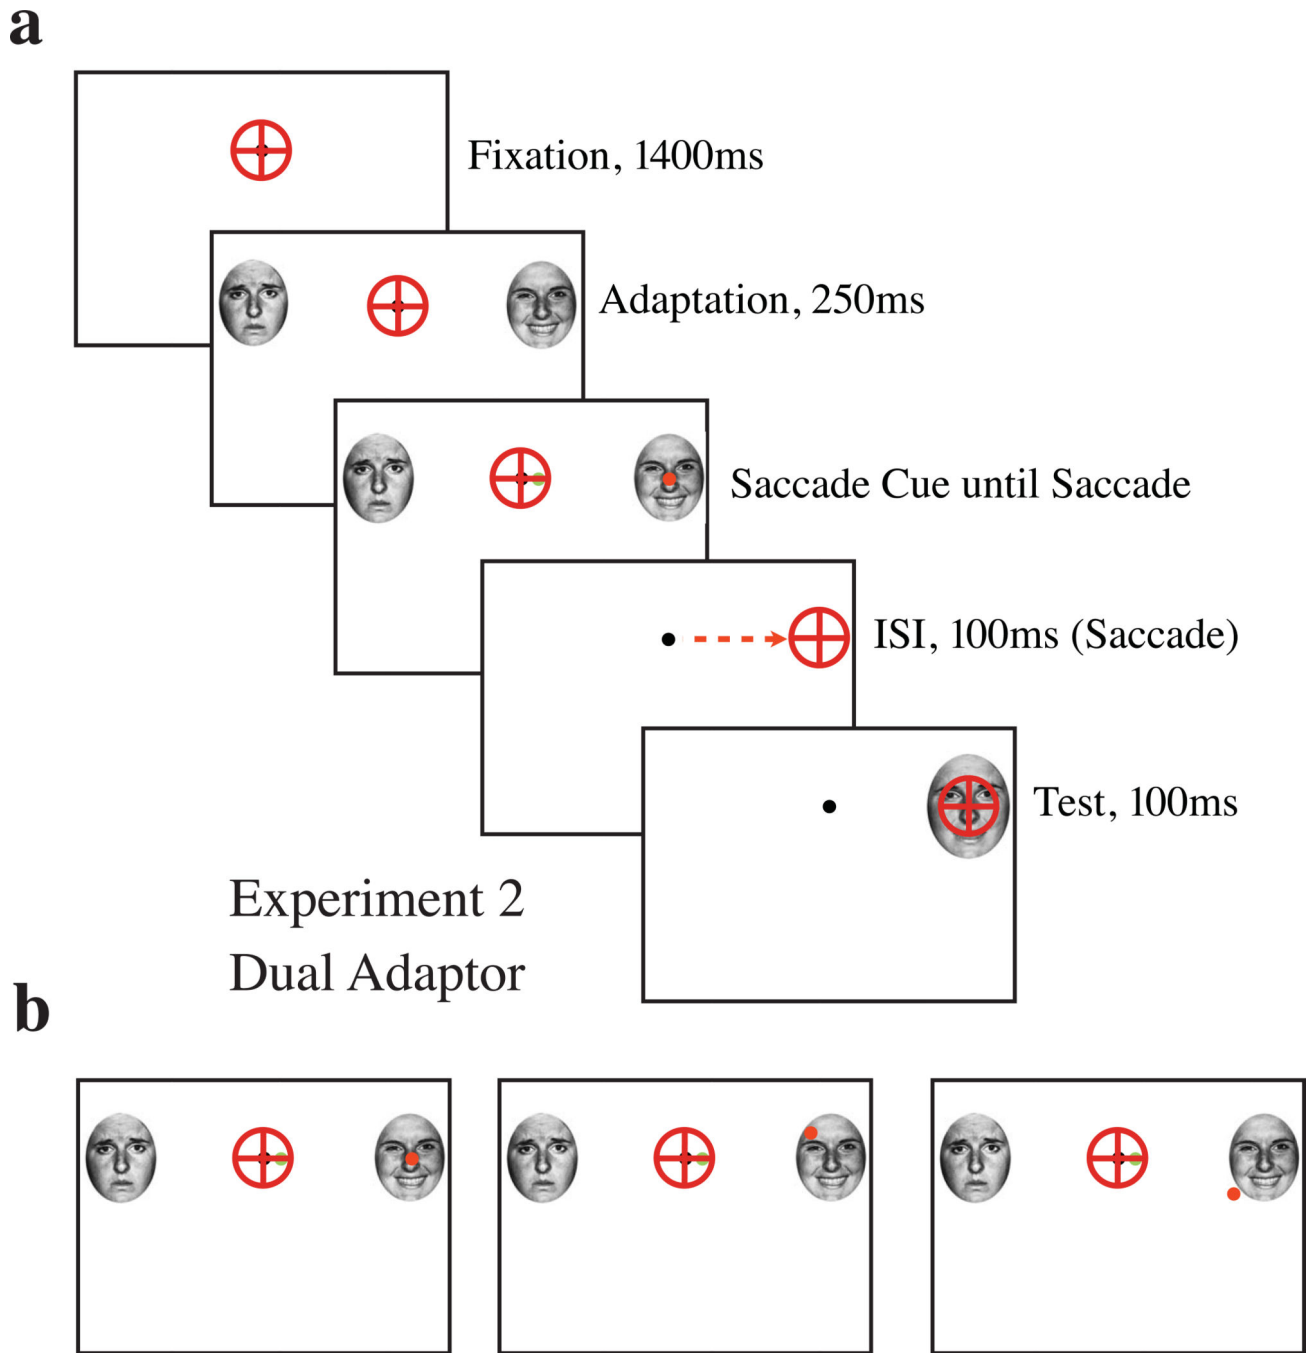 a
Fixation, 1400ms
Adaptation, 250ms
Saccade Cue until Saccade
ISI, 100ms (Saccade)
Test, 100ms
Experiment 2
Dual Adaptor
b